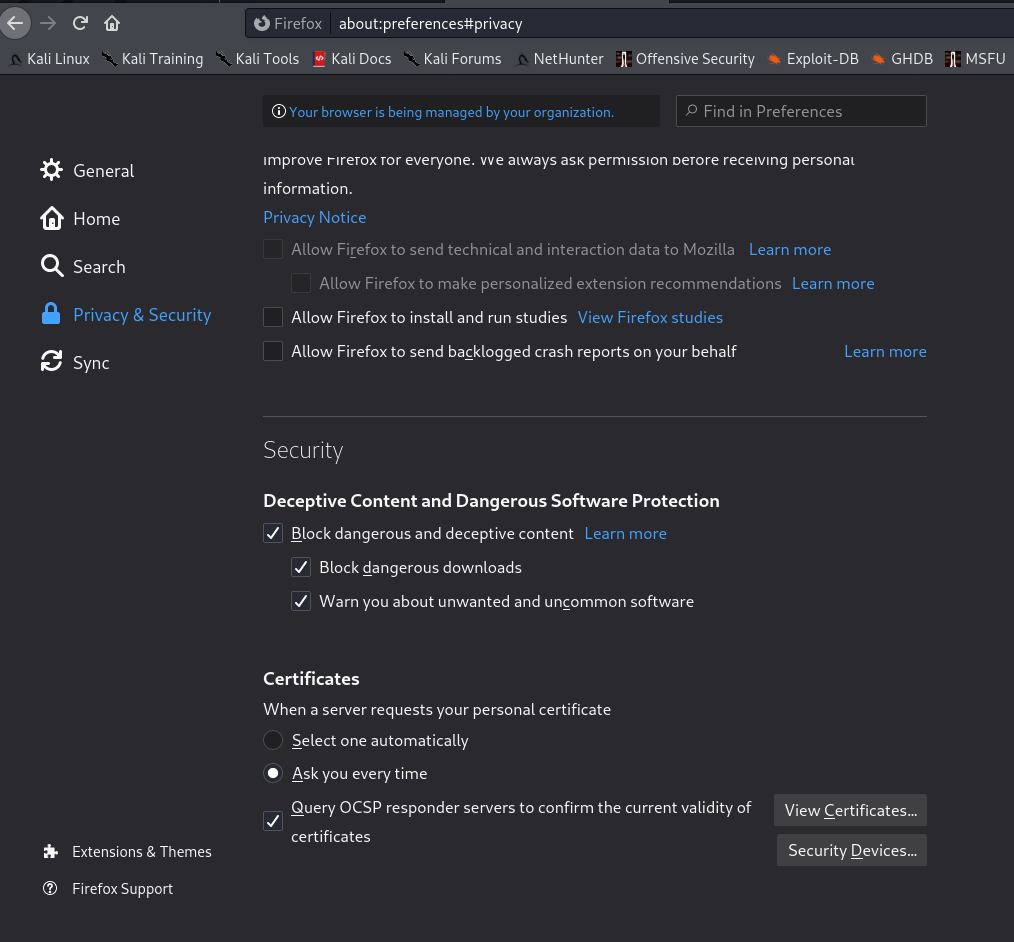 Firefox about:preferences#privacy
Kali Linux Kali Training Kali Tools Kali Docs Kali Forums NetHunter Offensive Security Exploit-DB GHDB MSFU
Your browser is being managed by your organization.
Find in Preferences
General
Home
Search
Privacy & Security
Sync
Extensions & Themes
Firefox Support
improve Firefox for everyone. We always ask permission before receiving personal
information.
Privacy Notice
Allow Firefox to send technical and interaction data to Mozilla Learn more
Allow Firefox to make personalized extension recommendations Learn more
Allow Firefox to install and run studies View Firefox studies
Allow Firefox to send backlogged crash reports on your behalf Learn more
Security
Deceptive Content and Dangerous Software Protection
Block dangerous and deceptive content Learn more
Block dangerous downloads
Warn you about unwanted and uncommon software
Certificates
When a server requests your personal certificate
Select one automatically
Ask you every time
Query OCSP responder servers to confirm the current validity of
certificates
View Certificates...
Security Devices...